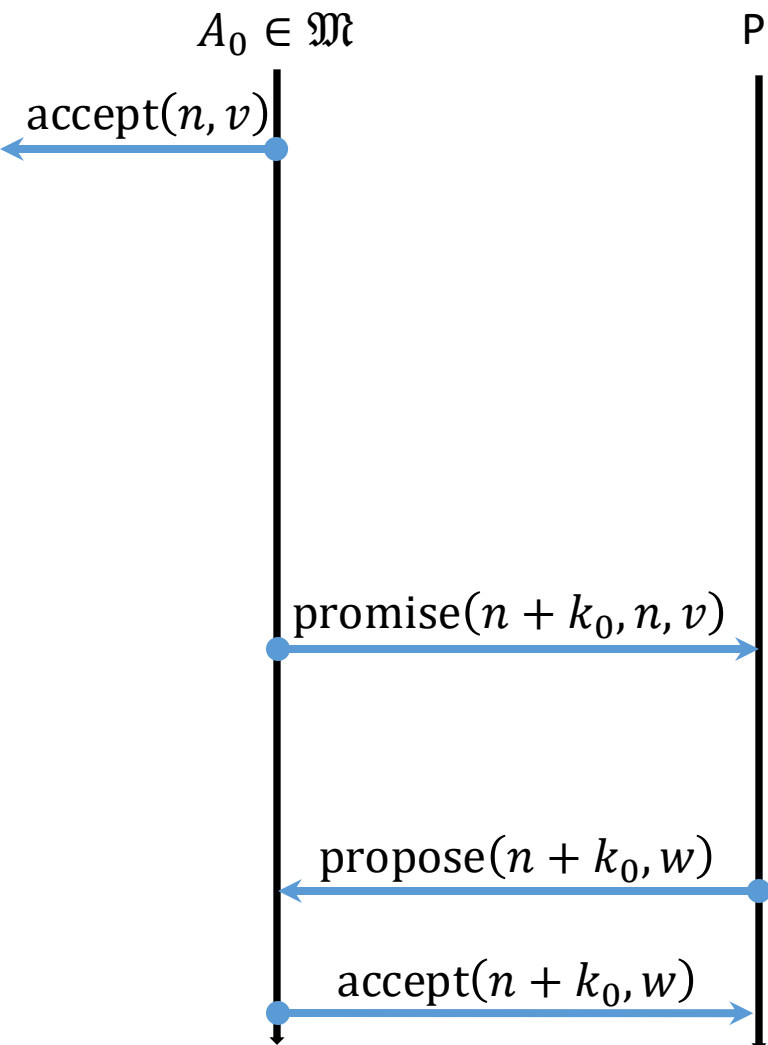 A₀ ∈ 𝔐 P
accept(n, v)
promise(n + k₀, n, v)
propose(n + k₀, w)
accept(n + k₀, w)